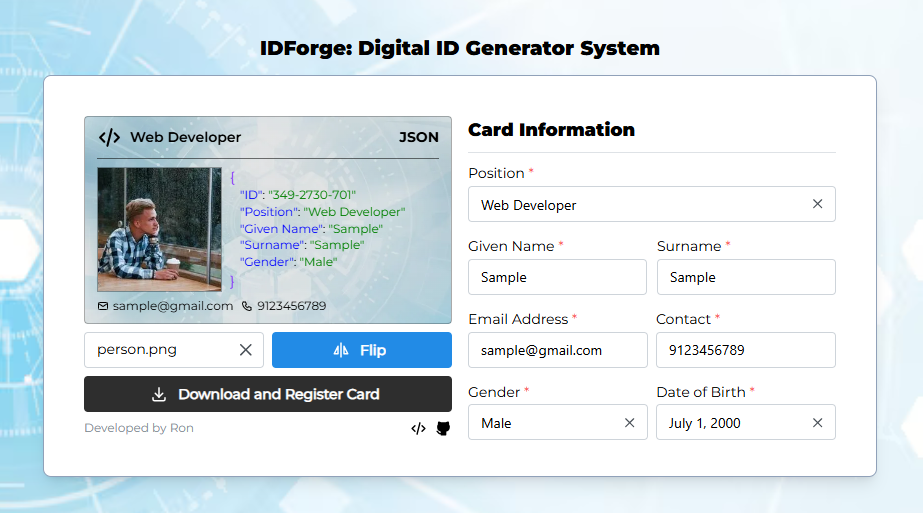 IDForge: Digital ID Generator System
</> Web Developer JSON
{
"ID": "349-2730-701"
"Position": "Web Developer"
"Given Name": "Sample"
"Surname": "Sample"
"Gender": "Male"
}
sample@gmail.com 9123456789
person.png
Flip
Download and Register Card
Developed by Ron </>
Card Information
Position *
Web Developer
Given Name * Surname *
Sample Sample
Email Address * Contact *
sample@gmail.com 9123456789
Gender * Date of Birth *
Male July 1, 2000